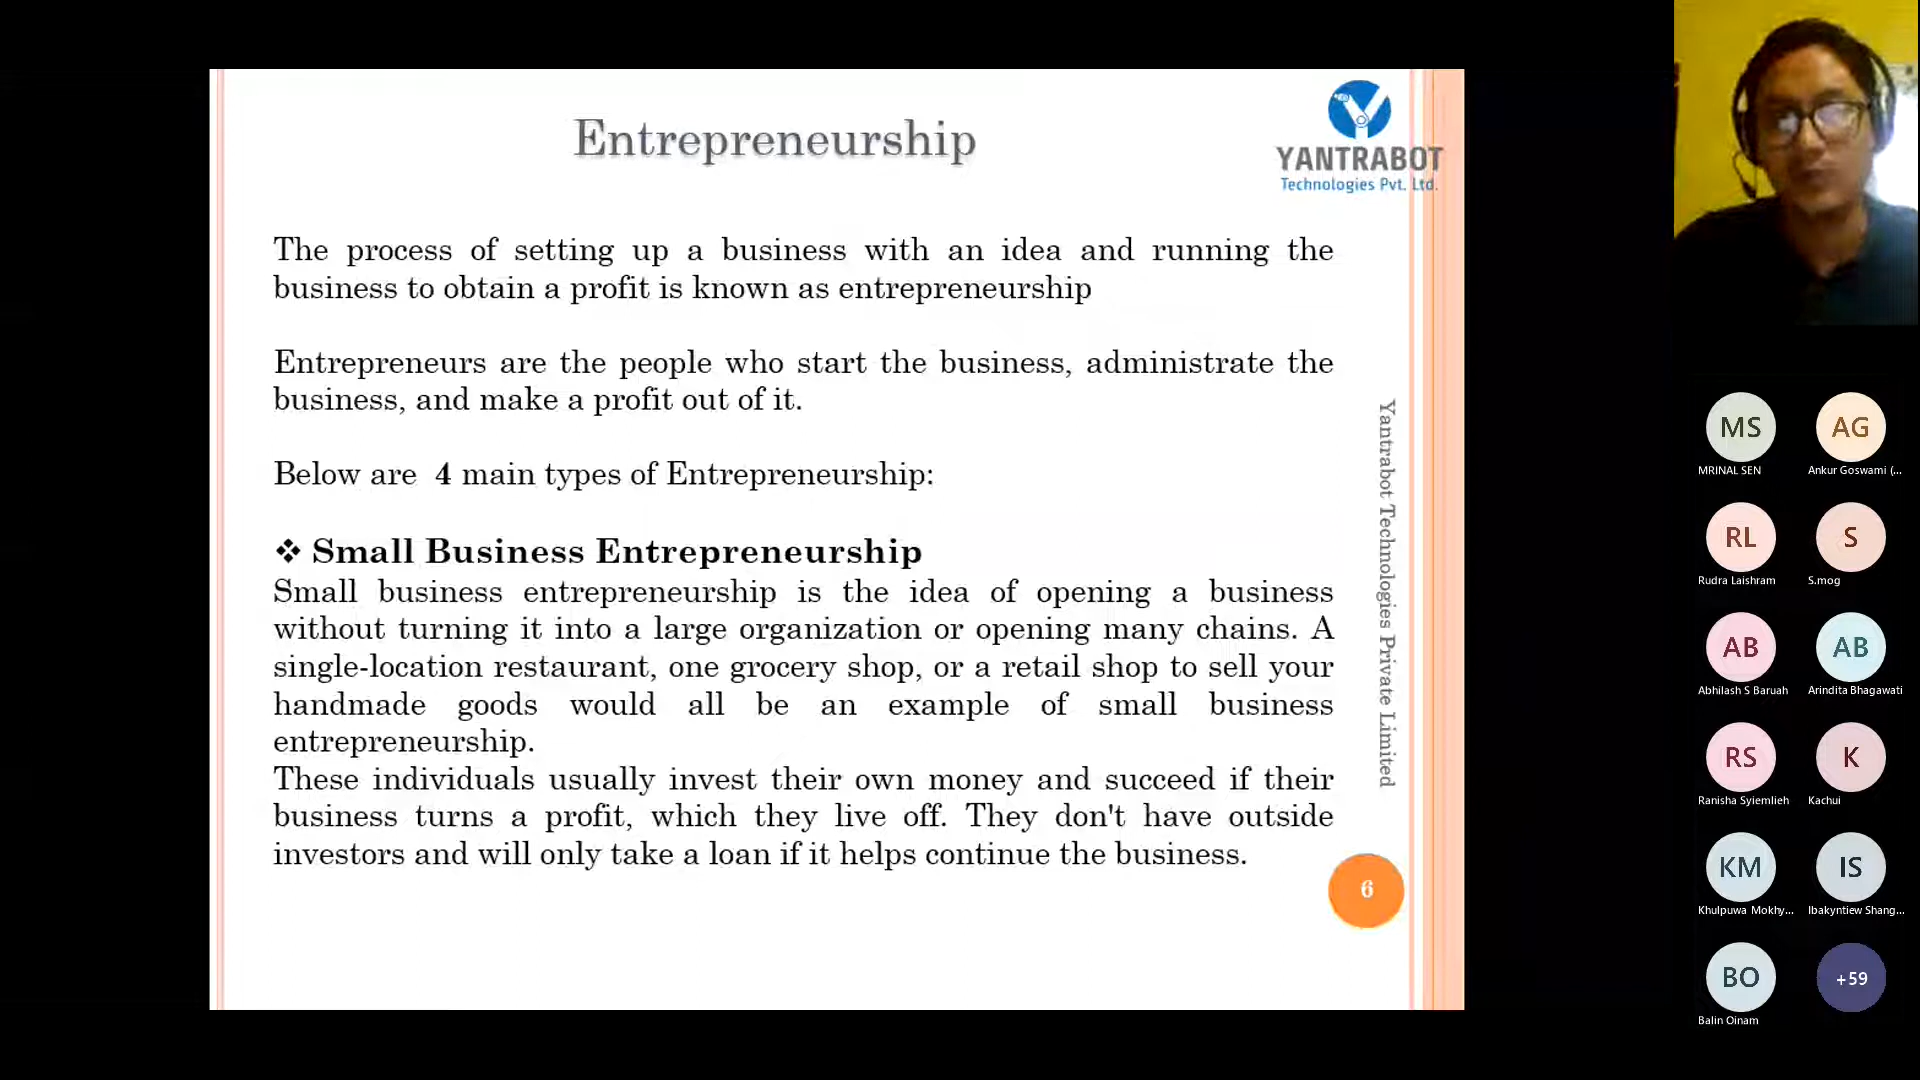 Entrepreneurship
YANTRABOT
Technologies Pvt. Ltd.
The process of setting up a business with an idea and running the
business to obtain a profit is known as entrepreneurship
Entrepreneurs are the people who start the business, administrate the
business, and make a profit out of it.
Below are 4 main types of Entrepreneurship:
❖ Small Business Entrepreneurship
Small business entrepreneurship is the idea of opening a business
without turning it into a large organization or opening many chains. A
single-location restaurant, one grocery shop, or a retail shop to sell your
handmade goods would all be an example of small business
entrepreneurship.
These individuals usually invest their own money and succeed if their
business turns a profit, which they live off. They don't have outside
investors and will only take a loan if it helps continue the business.
Yantrabot Technologies Private Limited
6
MS
AG
MRINAL SEN
Ankur Goswami (...
RL
S
Rudra Laishram
S.mog
AB
AB
Abhilash S Baruah
Arindita Bhagawati
RS
K
Ranisha Syiemlieh
Kachui
KM
IS
Khulpuwa Mokhy...
Ibakyntiew Shang...
BO
+59
Balin Oinam